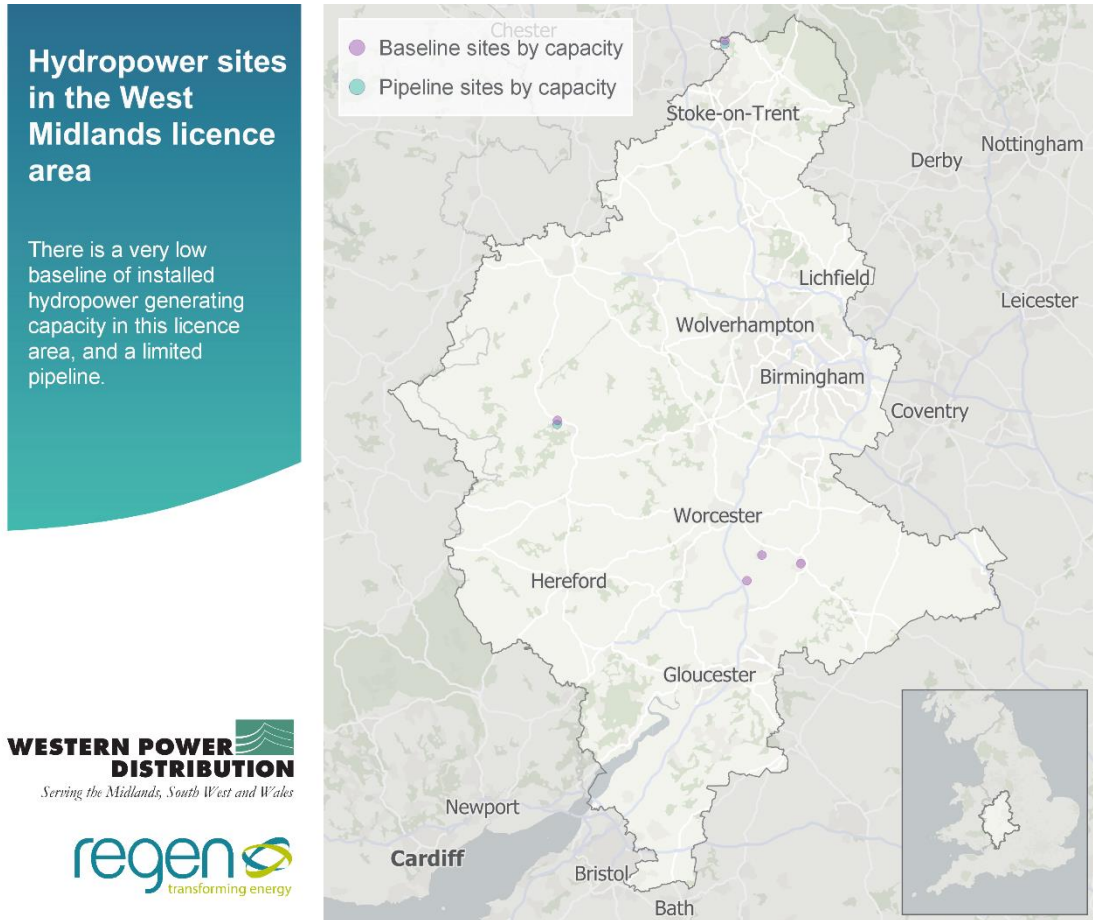 Hydropower sites
in the West
Midlands licence
area
There is a very low
baseline of installed
hydropower generating
capacity in this licence
area, and a limited
pipeline.
WESTERN POWER
DISTRIBUTION
Serving the Midlands, South West and Wales
regen
transforming energy
Chester
Baseline sites by capacity
Pipeline sites by capacity
Stoke-on-Trent
Nottingham
Derby
Lichfield
Leicester
Wolverhampton
Birmingham
Coventry
Worcester
Hereford
Gloucester
Newport
Cardiff
Bristol
Bath